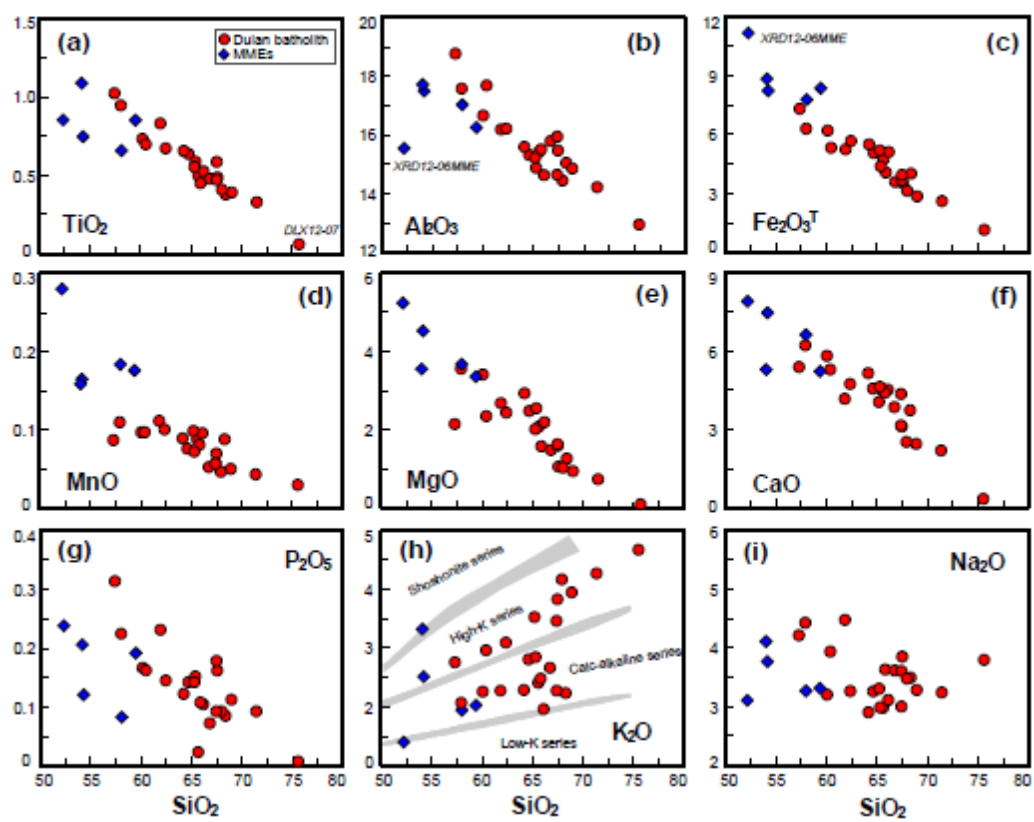 1.5
(a)
Dulan batholith
MMEs
1.0
0.5
TiO₂
DLX12-07
0
20
(b)
18
16
XRD12-06MME
14
Al₂O₃
12
12
XRD12-06MME
(c)
9
6
3
Fe₂O₃ᵀ
0
0.3
(d)
0.2
0.1
MnO
0
6
(e)
4
2
MgO
0
9
(f)
6
3
CaO
0
0.4
(g)
P₂O₅
0.3
0.2
0.1
0
50 55 60 65 70 75 80
SiO₂
5
(h)
Shoshonite series
4
High-K series
3
Calc-alkaline series
2
1
Low-K series
K₂O
0
50 55 60 65 70 75 80
SiO₂
6
(i)
Na₂O
5
4
3
2
50 55 60 65 70 75 80
SiO₂